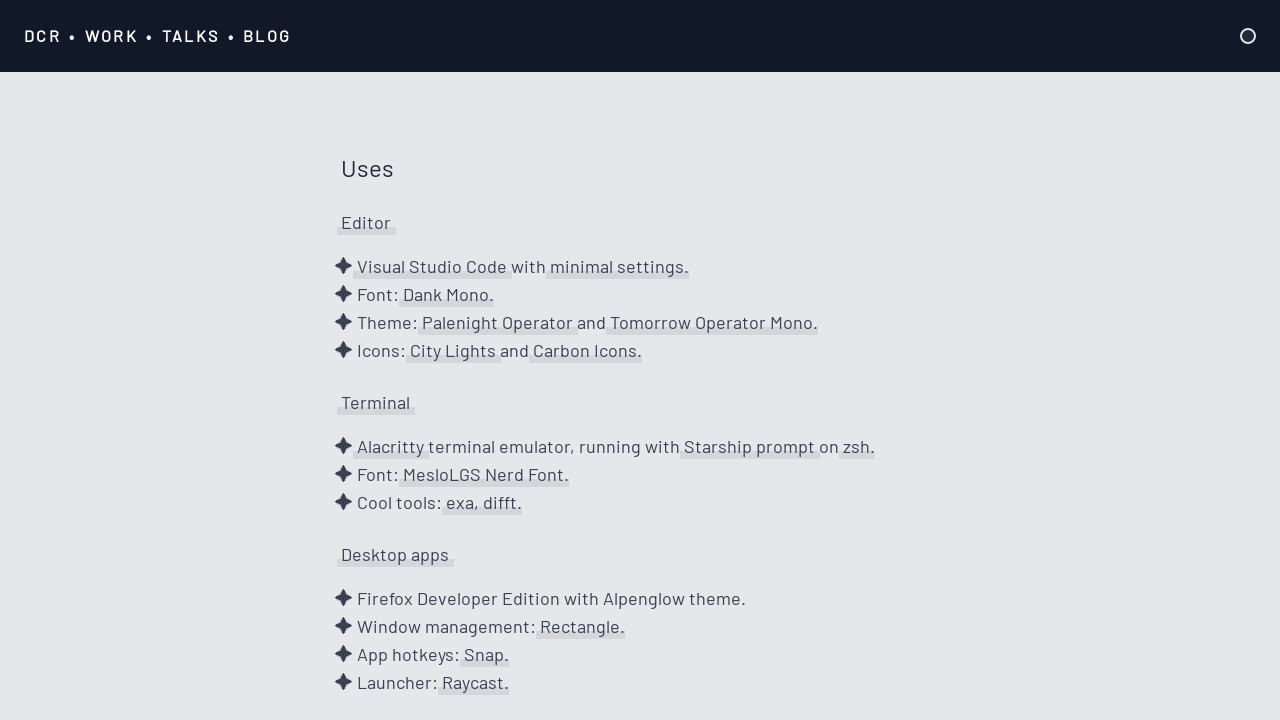 DCR • WORK • TALKS • BLOG
Uses
Editor
Visual Studio Code with minimal settings.
Font: Dank Mono.
Theme: Palenight Operator and Tomorrow Operator Mono.
Icons: City Lights and Carbon Icons.
Terminal
Alacritty terminal emulator, running with Starship prompt on zsh.
Font: MesloLGS Nerd Font.
Cool tools: exa, difft.
Desktop apps
Firefox Developer Edition with Alpenglow theme.
Window management: Rectangle.
App hotkeys: Snap.
Launcher: Raycast.